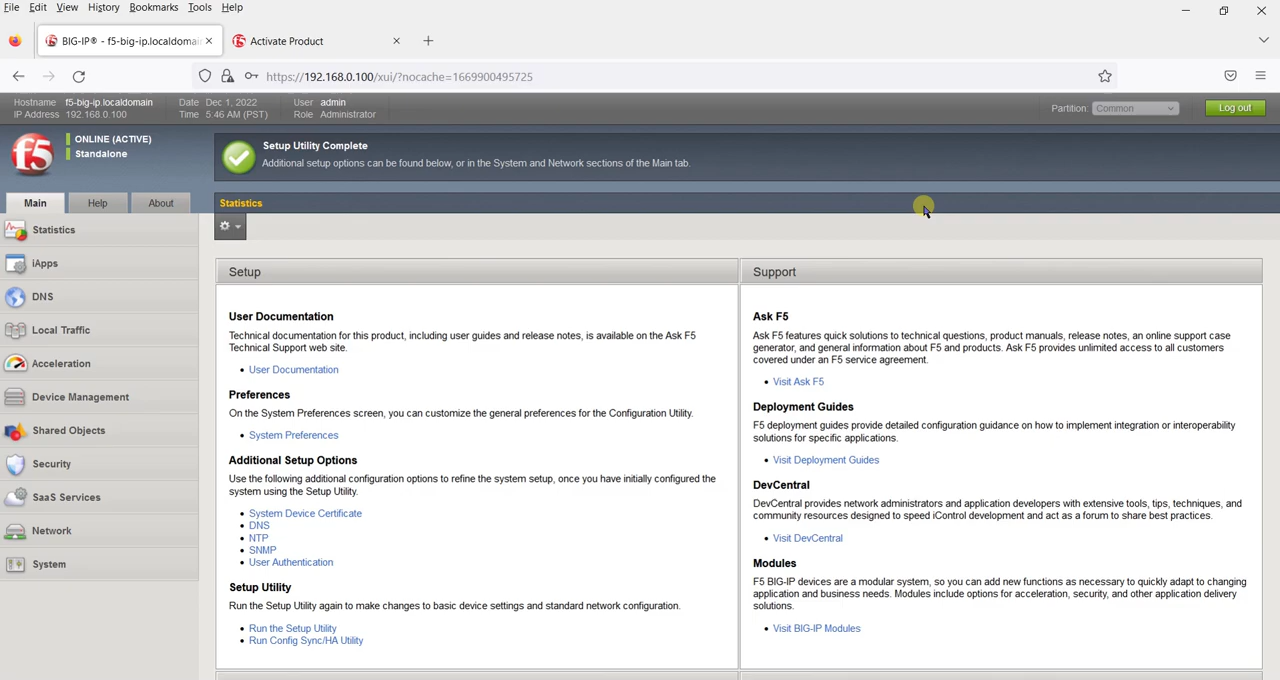 File Edit View History Bookmarks Tools Help
BIG-IP® - f5-big-ip.localdomain
Activate Product
https://192.168.0.100/xui/?nocache=1669900495725
Hostname f5-big-ip.localdomain Date Dec 1, 2022 User admin
IP Address 192.168.0.100 Time 5:46 AM (PST) Role Administrator
Partition: Common
Log out
f5
ONLINE (ACTIVE)
Standalone
Setup Utility Complete
Additional setup options can be found below, or in the System and Network sections of the Main tab.
Main Help About
Statistics
Statistics
iApps
DNS
Local Traffic
Acceleration
Device Management
Shared Objects
Security
SaaS Services
Network
System
Setup
User Documentation
Technical documentation for this product, including user guides and release notes, is available on the Ask F5
Technical Support web site.
• User Documentation
Preferences
On the System Preferences screen, you can customize the general preferences for the Configuration Utility.
• System Preferences
Additional Setup Options
Use the following additional configuration options to refine the system setup, once you have initially configured the
system using the Setup Utility.
• System Device Certificate
• DNS
• NTP
• SNMP
• User Authentication
Setup Utility
Run the Setup Utility again to make changes to basic device settings and standard network configuration.
• Run the Setup Utility
• Run Config Sync/HA Utility
Support
Ask F5
Ask F5 features quick solutions to technical questions, product manuals, release notes, an online support case
generator, and general information about F5 and products. Ask F5 provides unlimited access to all customers
covered under an F5 service agreement.
• Visit Ask F5
Deployment Guides
F5 deployment guides provide detailed configuration guidance on how to implement integration or interoperability
solutions for specific applications.
• Visit Deployment Guides
DevCentral
DevCentral provides network administrators and application developers with extensive tools, tips, techniques, and
community resources designed to speed iControl development and act as a forum to share best practices.
• Visit DevCentral
Modules
F5 BIG-IP devices are a modular system, so you can add new functions as necessary to quickly adapt to changing
application and business needs. Modules include options for acceleration, security, and other application delivery
solutions.
• Visit BIG-IP Modules